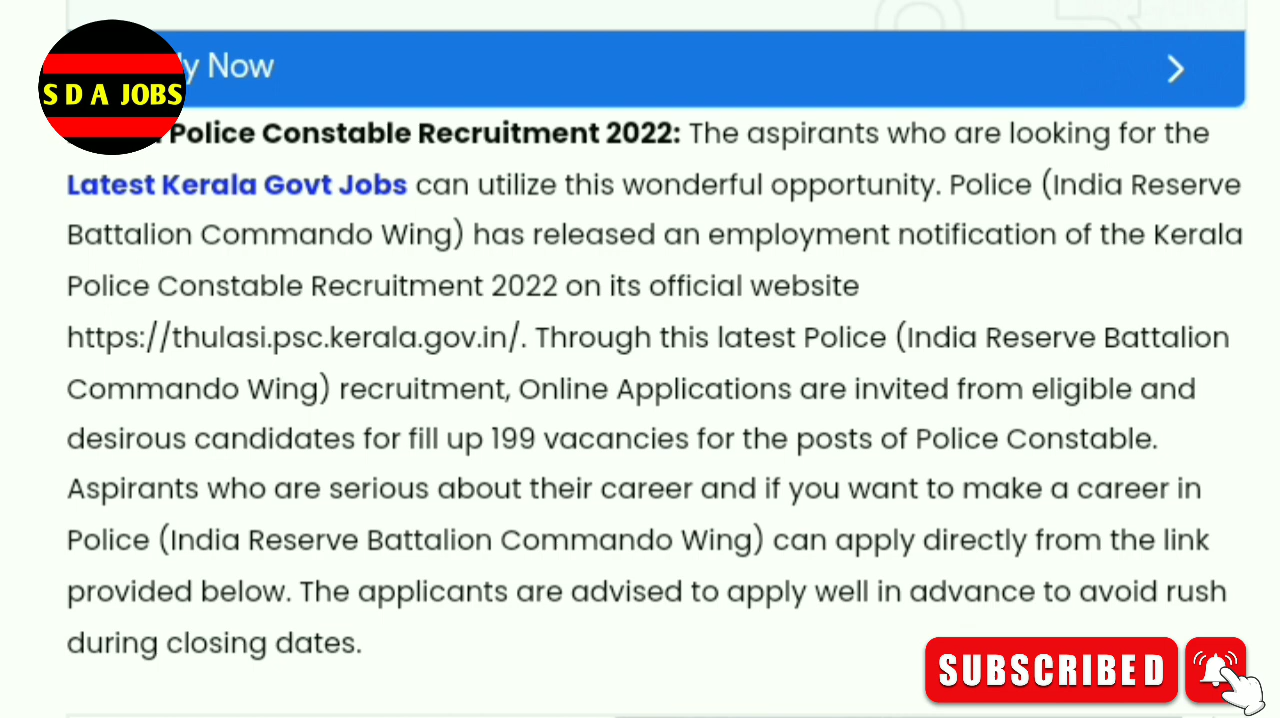 Now
S D A JOBS
Police Constable Recruitment 2022: The aspirants who are looking for the
Latest Kerala Govt Jobs can utilize this wonderful opportunity. Police (India Reserve
Battalion Commando Wing) has released an employment notification of the Kerala
Police Constable Recruitment 2022 on its official website
https://thulasi.psc.kerala.gov.in/. Through this latest Police (India Reserve Battalion
Commando Wing) recruitment, Online Applications are invited from eligible and
desirous candidates for fill up 199 vacancies for the posts of Police Constable.
Aspirants who are serious about their career and if you want to make a career in
Police (India Reserve Battalion Commando Wing) can apply directly from the link
provided below. The applicants are advised to apply well in advance to avoid rush
during closing dates.
SUBSCRIBED